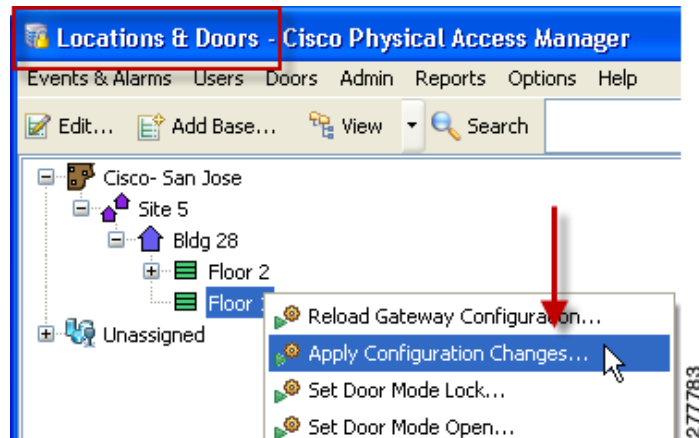 Locations & Doors - Cisco Physical Access Manager
Events & Alarms Users Doors Admin Reports Options Help
Edit... Add Base... View Search
Cisco- San Jose
Site 5
Bldg 28
Floor 2
Floor
Unassigned
Reload Gateway Configuration...
Apply Configuration Changes...
Set Door Mode Lock...
Set Door Mode Open...
277783